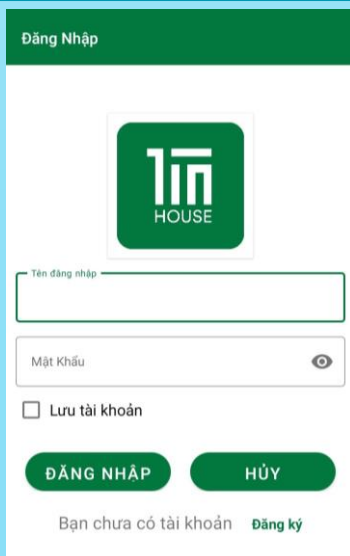 Đăng Nhập
1in
HOUSE
Tên đăng nhập
Mật Khẩu
Lưu tài khoản
ĐĂNG NHẬP HỦY
Bạn chưa có tài khoản Đăng ký